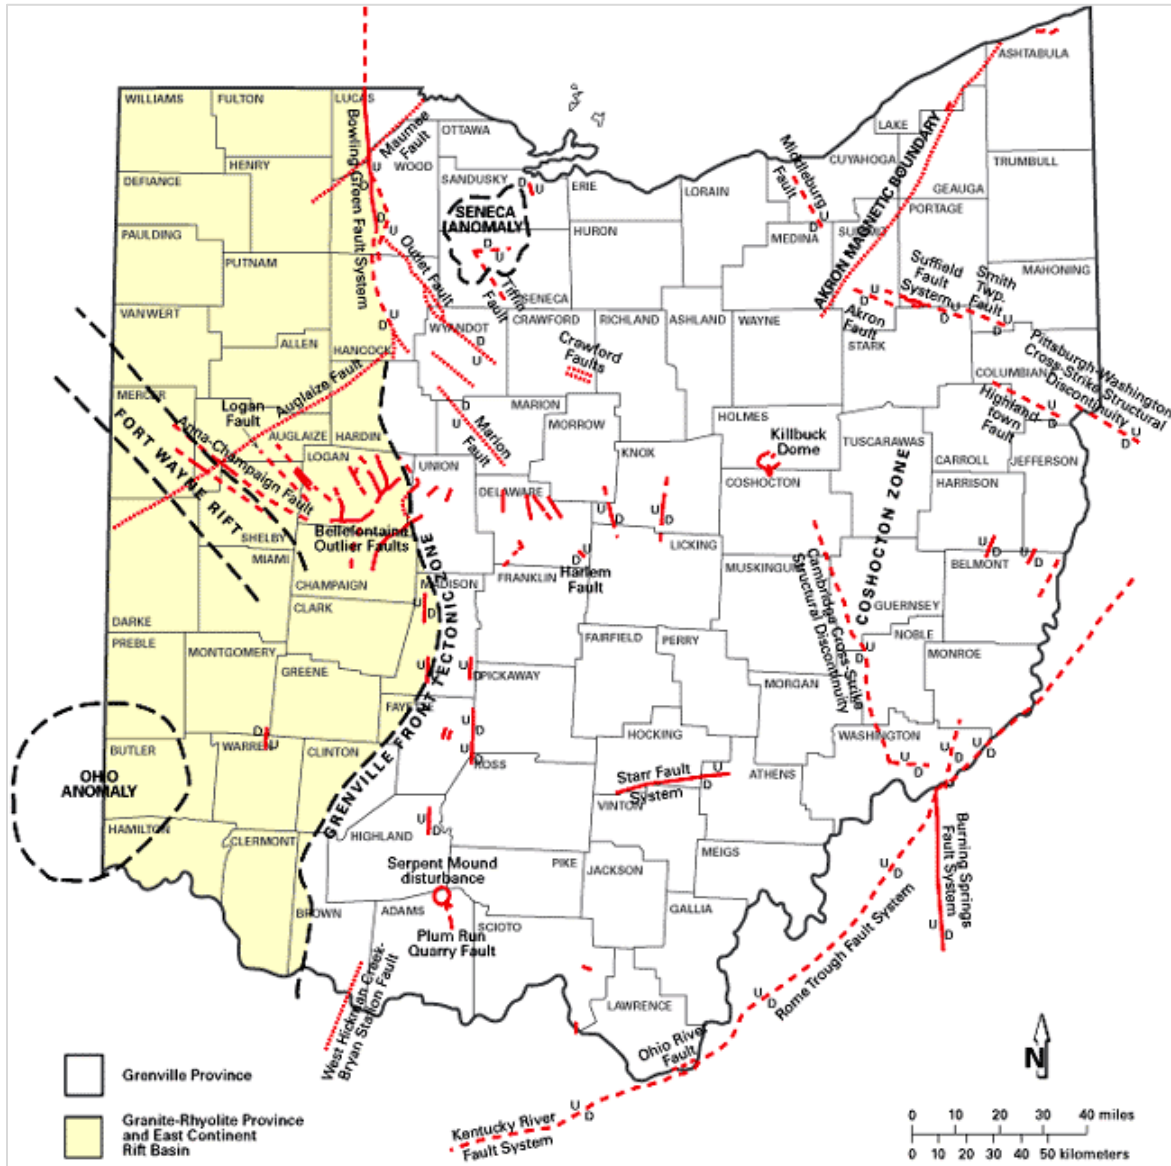 ASHTABULA
WILLIAMS
FULTON
LUCAS
OTTAWA
LAKE
Maumee
Fault
WOOD
Bowling Green Fault System
HENRY
SANDUSKY
D
U
ERIE
LORAIN
CUYAHOGA
GEAUGA
TRUMBULL
DEFIANCE
SENECA
ANOMALY
Middleburg
Fault
AKRON MAGNETIC BOUNDARY
PORTAGE
PAULDING
HURON
MEDINA
SUMMIT
PUTNAM
Outlet Fault
Tiffin
Fault
SENECA
Suffield
Fault
System
Smith
Twp.
Fault
MAHONING
VANWERT
WYANDOT
CRAWFORD
RICHLAND
ASHLAND
WAYNE
Akron
Fault
STARK
ALLEN
HANCOCK
Crawford
Faults
Pittsburgh-Washington
Cross-Strike Structural
Discontinuity
COLUMBIANA
MERCER
Logan
Fault
Auglaize Fault
MARION
MORROW
HOLMES
Highland
town
Fault
FORT WAYNE RIFT
Anna-Champaign Fault
AUGLAIZE
HARDIN
Marion
Fault
Killbuck
Dome
TUSCARAWAS
CARROLL
JEFFERSON
LOGAN
UNION
KNOX
DELAWARE
COSHOCTON
HARRISON
COSHOCTON ZONE
SHELBY
Bellefontaine
Outlier Faults
LICKING
MIAMI
CHAMPAIGN
MADISON
FRANKLIN
Harlem
Fault
MUSKINGUM
BELMONT
Cambridge Cross-Strike
Structural Discontinuity
GUERNSEY
DARKE
CLARK
PREBLE
MONTGOMERY
GREENE
FAIRFIELD
PERRY
NOBLE
MONROE
PICKAWAY
MORGAN
FAYETTE
GRENVILLE FRONT TECTONIC ZONE
HOCKING
WASHINGTON
BUTLER
WARREN
CLINTON
ROSS
OHIO
ANOMALY
Starr Fault
System
ATHENS
VINTON
HAMILTON
CLERMONT
HIGHLAND
PIKE
MEIGS
Burning Springs
Fault System
Serpent Mound
disturbance
JACKSON
GALLIA
BROWN
ADAMS
SCIOTO
Plum Run
Quarry Fault
Rome Trough Fault System
West Hickman Creek-
Bryan Station Fault
LAWRENCE
Ohio River
Fault
Kentucky River
Fault System
N
Grenville Province
Granite-Rhyolite Province
and East Continent
Rift Basin
0 10 20 30 40 miles
0 10 20 30 40 50 kilometers